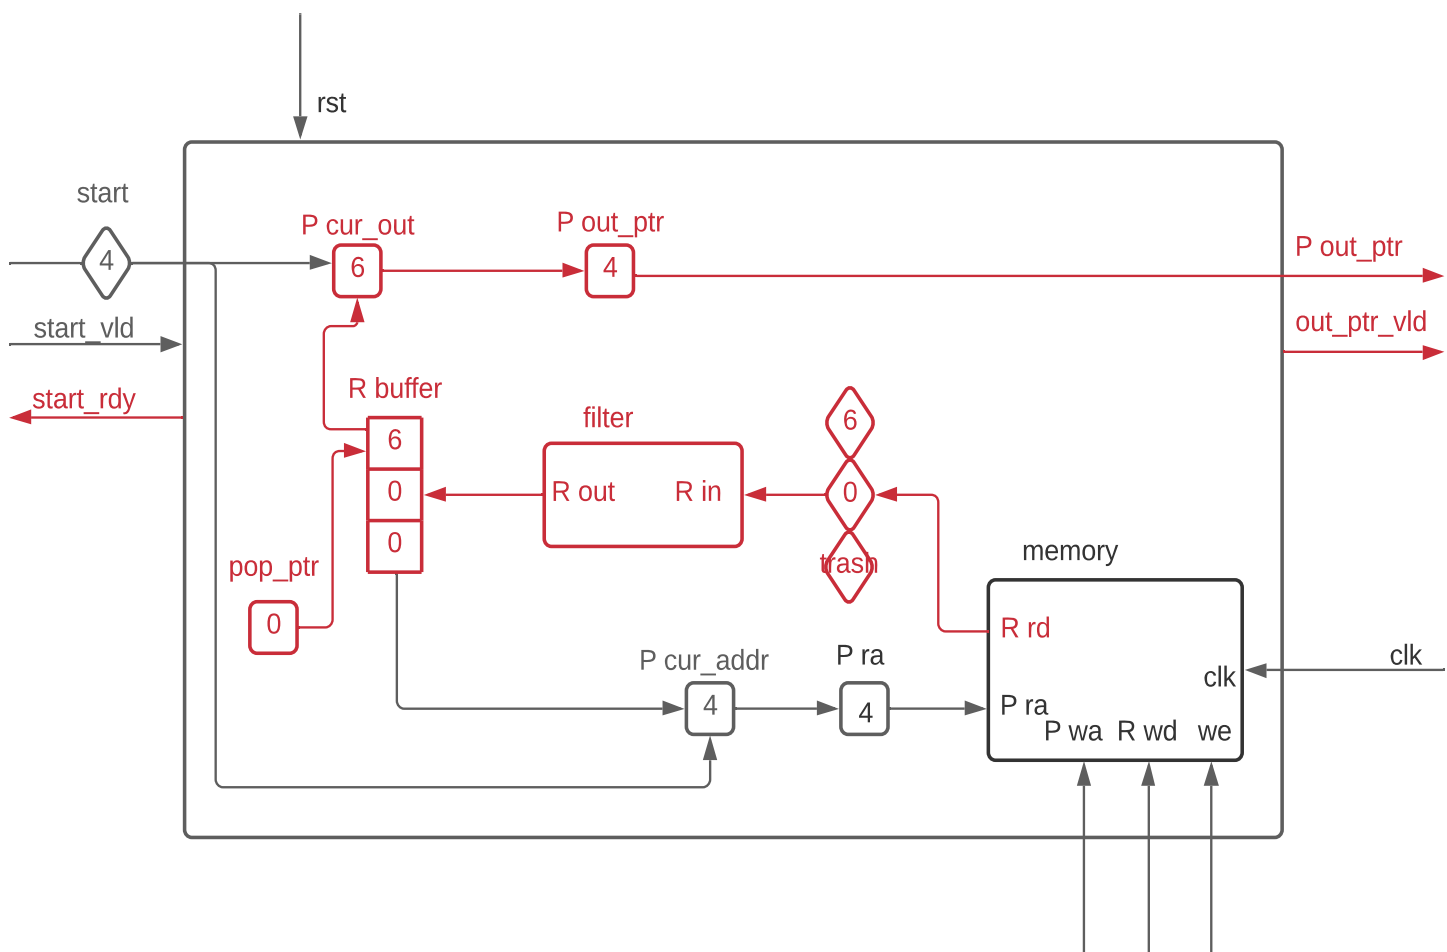 rst
start
4
P cur_out
6
P out_ptr
4
P out_ptr
start_vld
out_ptr_vld
start_rdy
R buffer
6
0
0
filter
R out
R in
6
0
trash
pop_ptr
0
memory
R rd
P cur_addr
4
P ra
4
P ra
clk
clk
P wa
R wd
we